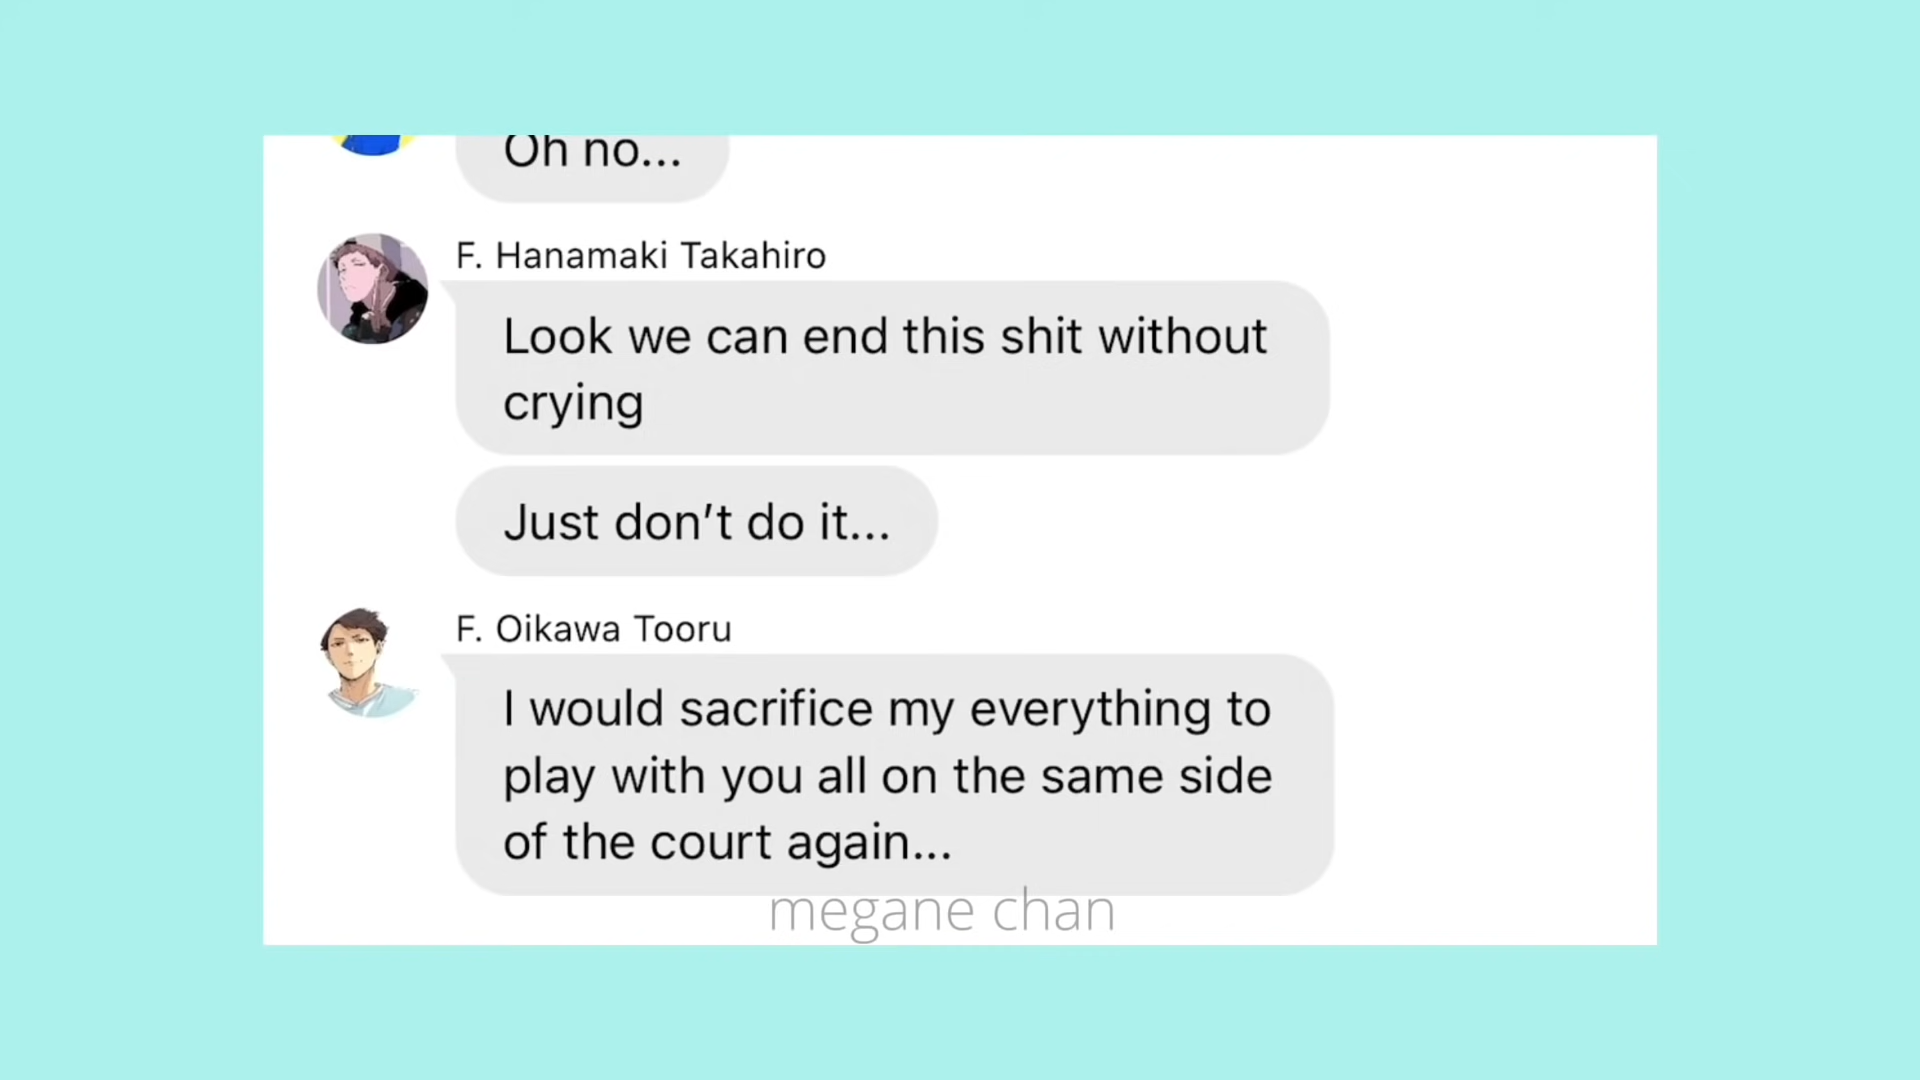 Oh no...
F. Hanamaki Takahiro
Look we can end this shit without
crying
Just don't do it...
F. Oikawa Tooru
I would sacrifice my everything to
play with you all on the same side
of the court again...
megane chan